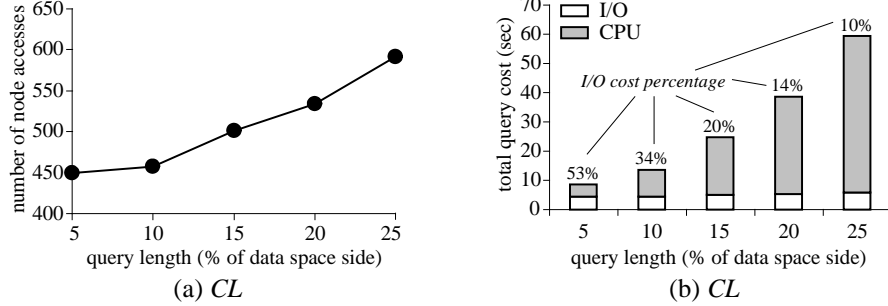 number of node accesses
650
600
550
500
450
400
5 10 15 20 25
query length (% of data space side)
(a) CL
total query cost (sec)
70
60
50
40
30
20
10
0
I/O
CPU
I/O cost percentage
53%
34%
20%
14%
10%
5 10 15 20 25
query length (% of data space side)
(b) CL